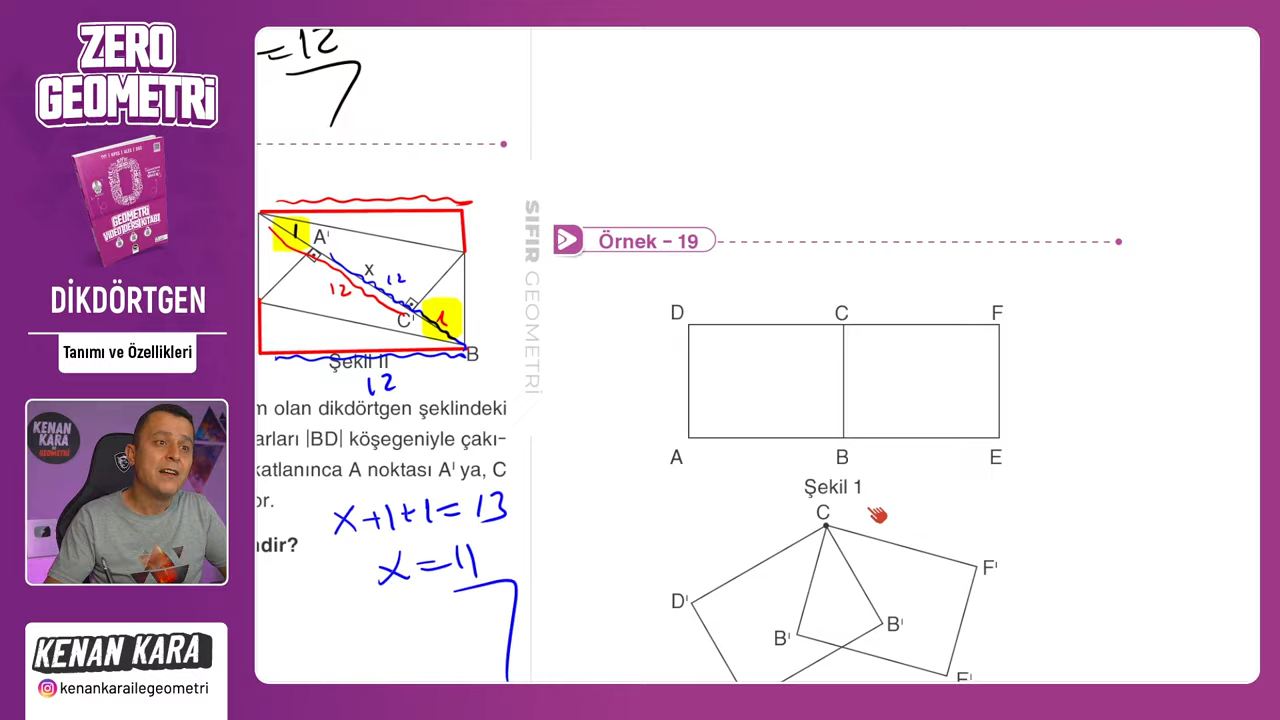 ZERO
GEOMETRİ
GEOMETRİ
VİDEO DERS KİTABI
DİKDÖRTGEN
Tanımı ve Özellikleri
KENAN
KARA
GEOMETRİ
KENAN KARA
kenankarailegeometri
=12
1
A'
x
12
12
C'
1
B
Şekil II
12
m olan dikdörtgen şeklindeki
arları |BD| köşegeniyle çakı-
katlanınca A noktası A' ya, C
or.
x+1+1=13
ndir?
x=11
SIFIR GEOMETRİ
Örnek – 19
D C F
A B E
Şekil 1
C
F'
D'
B' B'
E'